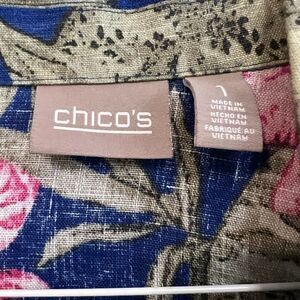 chico's
1
MADE IN
VIETNAM
HECHO EN
VIETNAM
FABRIQUÉ AU
VIETNAM